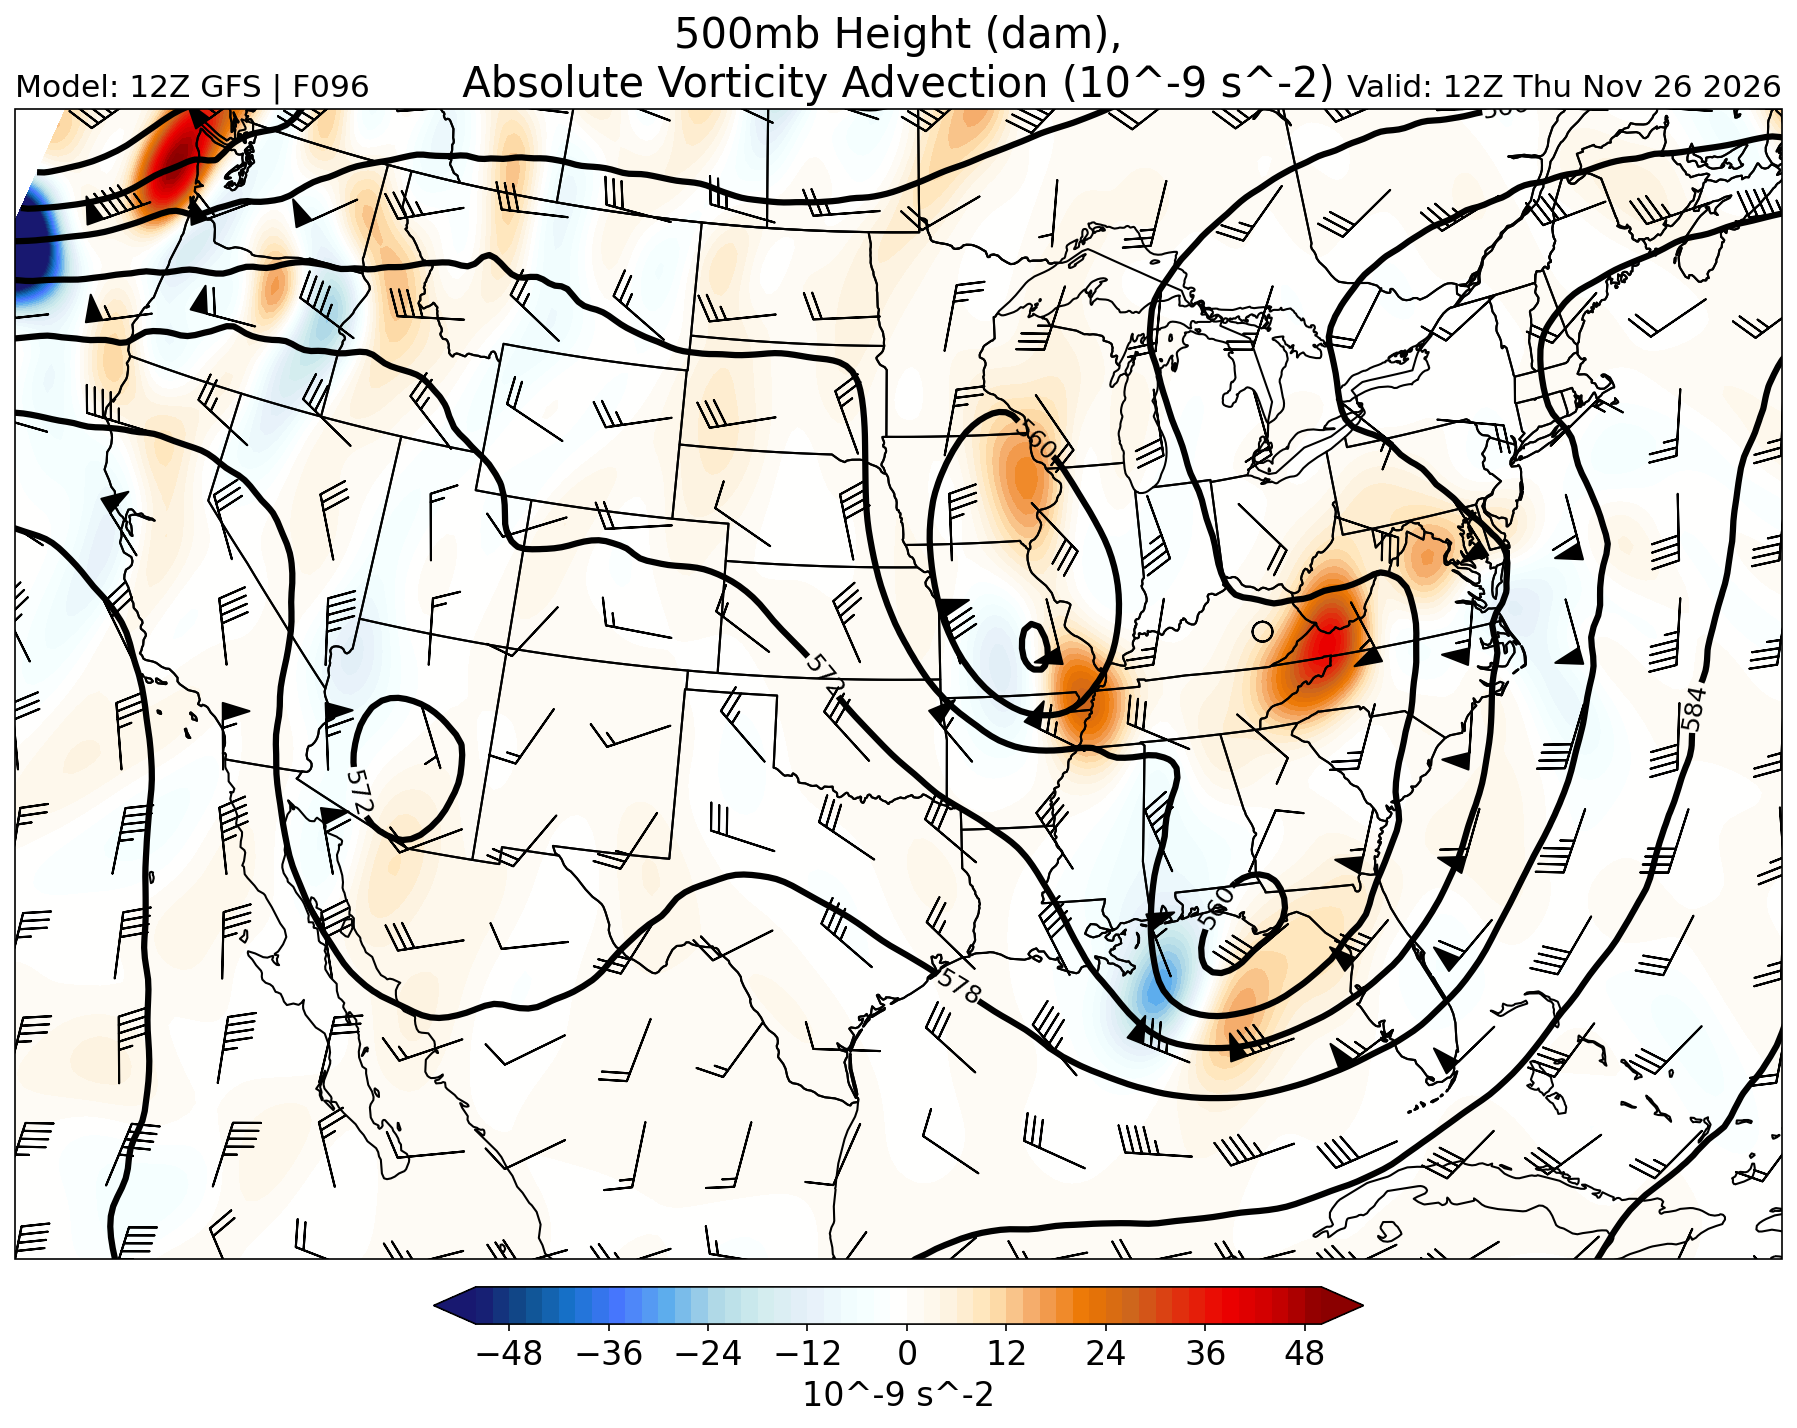 500mb Height (dam),
Model: 12Z GFS | F096
Absolute Vorticity Advection (10^-9 s^-2)
Valid: 12Z Thu Nov 26 2026
560
572
572
584
560
578
−48 −36 −24 −12 0 12 24 36 48
10^-9 s^-2